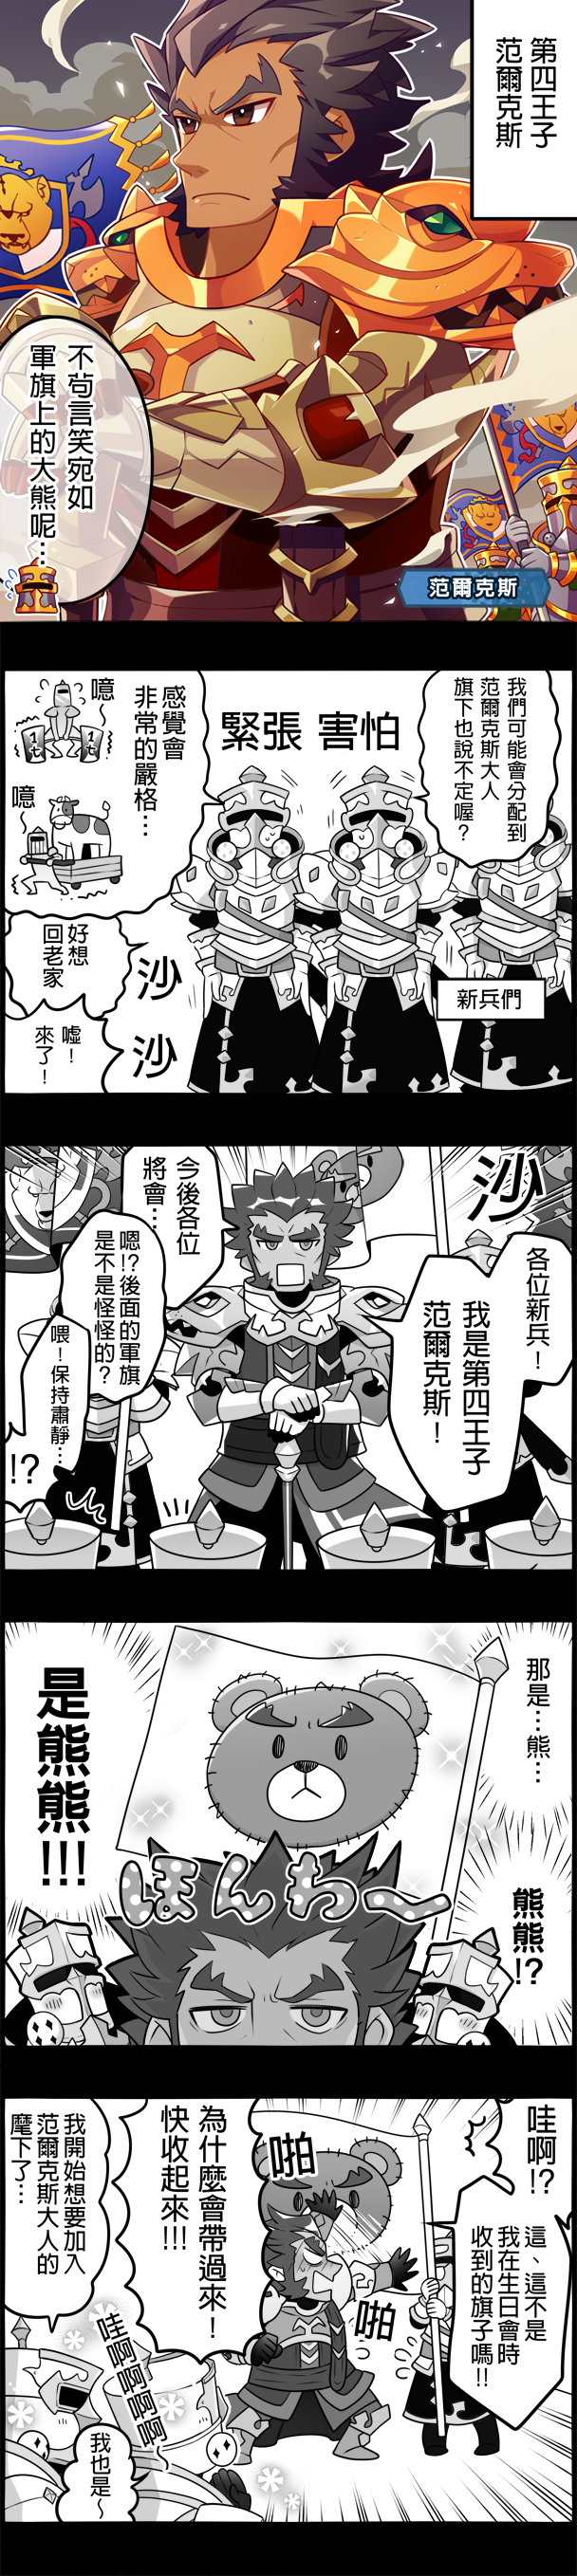 第四王子
范爾克斯
不苟言笑宛如
軍旗上的大熊呢…
范爾克斯
我們可能會分配到
范爾克斯大人
旗下也說不定喔？
緊張 害怕
感覺會
非常的嚴格…
噫～
1t
1t
噫～
新兵們
好想
回老家
沙
沙
噓！
來了！
沙
各位新兵！
我是第四王子
范爾克斯！
今後各位
將會…
嗯!?後面的軍旗
是不是怪怪的？
喂！保持肅靜…
!?
那是…熊…
熊熊!?
是熊熊!!!
ほんわ～
哇啊!?
這、這不是
我在生日會時
收到的旗子嗎!!
啪
啪
為什麼會帶過來！
快收起來!!!
我開始想要加入
范爾克斯大人的
麾下了…
哇啊啊啊啊～
我也是～